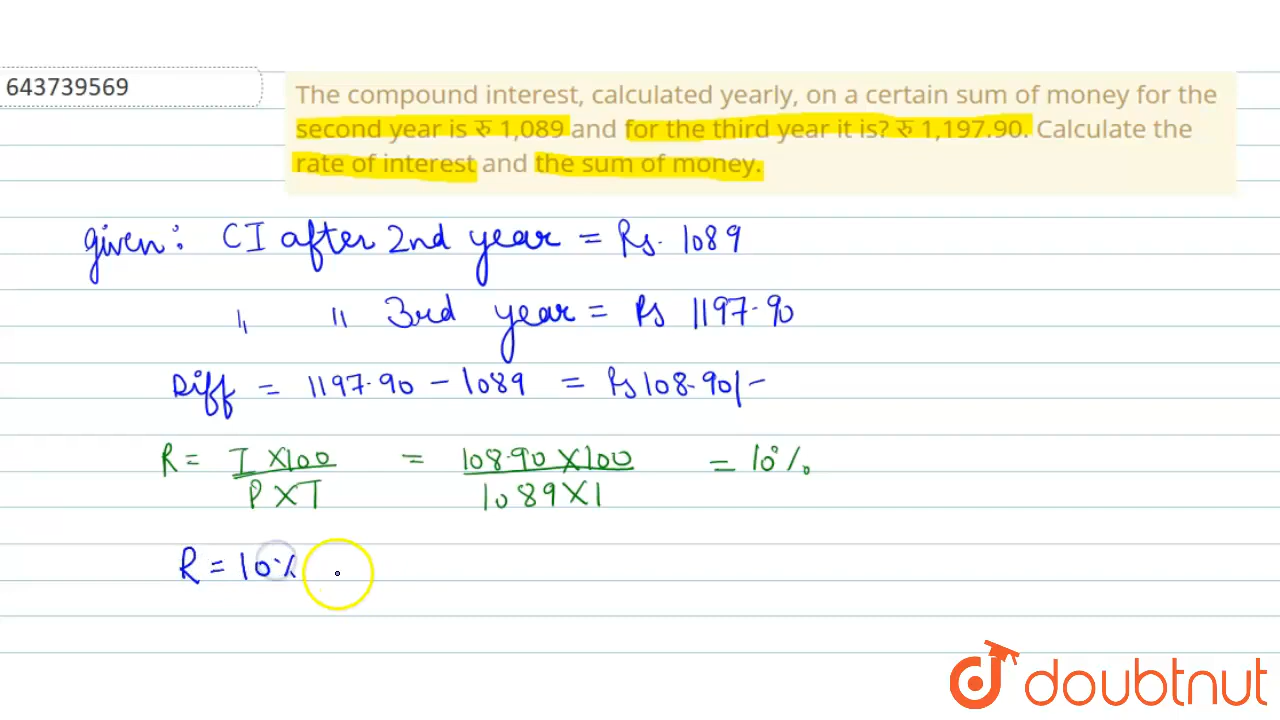 643739569
The compound interest, calculated yearly, on a certain sum of money for the
second year is रु 1,089 and for the third year it is? रु 1,197.90. Calculate the
rate of interest and the sum of money.
given: CI after 2nd year = Rs. 1089
" " 3rd year = Rs 1197.90
Diff = 1197.90 - 1089 = Rs 108.90/-
R = I X100 / P X T = 108.90 X 100 / 1089 X 1 = 10%
R = 10%
doubtnut